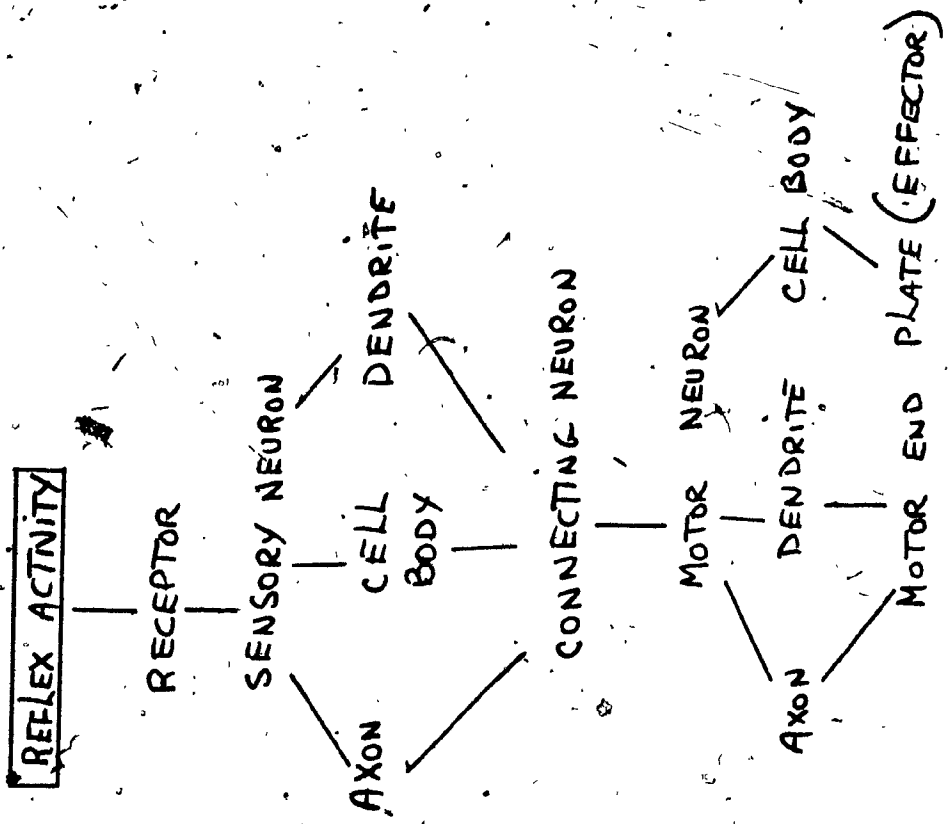 REFLEX ACTNITY
RECEPTOR
SENSORY NEURON
AXON CELL BODY DENDRITE
CONNECTING NEURON
MOTOR NEURON
AXON DENDRITE CELL BODY
MOTOR END PLATE (EFFECTOR)